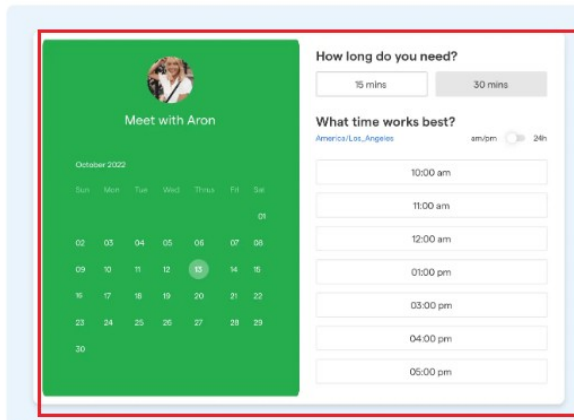 Meet with Aron
October 2022
Sun Mon Tue Wed Thrus Fri Sat
01
02 03 04 05 06 07 08
09 10 11 12 13 14 15
16 17 18 19 20 21 22
23 24 25 26 27 28 29
30
How long do you need?
15 mins 30 mins
What time works best?
America/Los_Angeles am/pm 24h
10:00 am
11:00 am
12:00 am
01:00 pm
03:00 pm
04:00 pm
05:00 pm